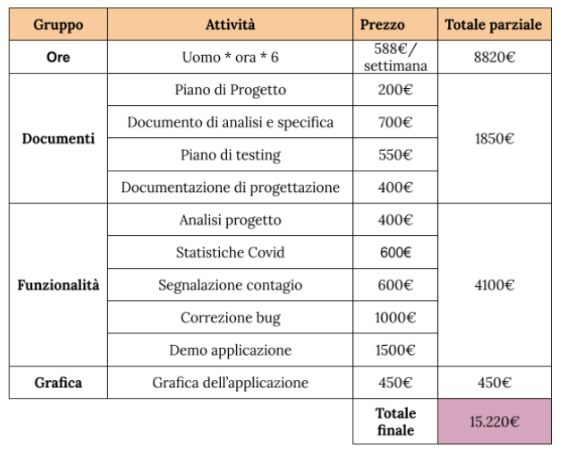 Gruppo Attività Prezzo Totale parziale
Ore Uomo * ora * 6 588€/ settimana 8820€
Documenti Piano di Progetto 200€ 1850€
Documento di analisi e specifica 700€
Piano di testing 550€
Documentazione di progettazione 400€
Funzionalità Analisi progetto 400€ 4100€
Statistiche Covid 600€
Segnalazione contagio 600€
Correzione bug 1000€
Demo applicazione 1500€
Grafica Grafica dell'applicazione 450€ 450€
Totale finale 15.220€